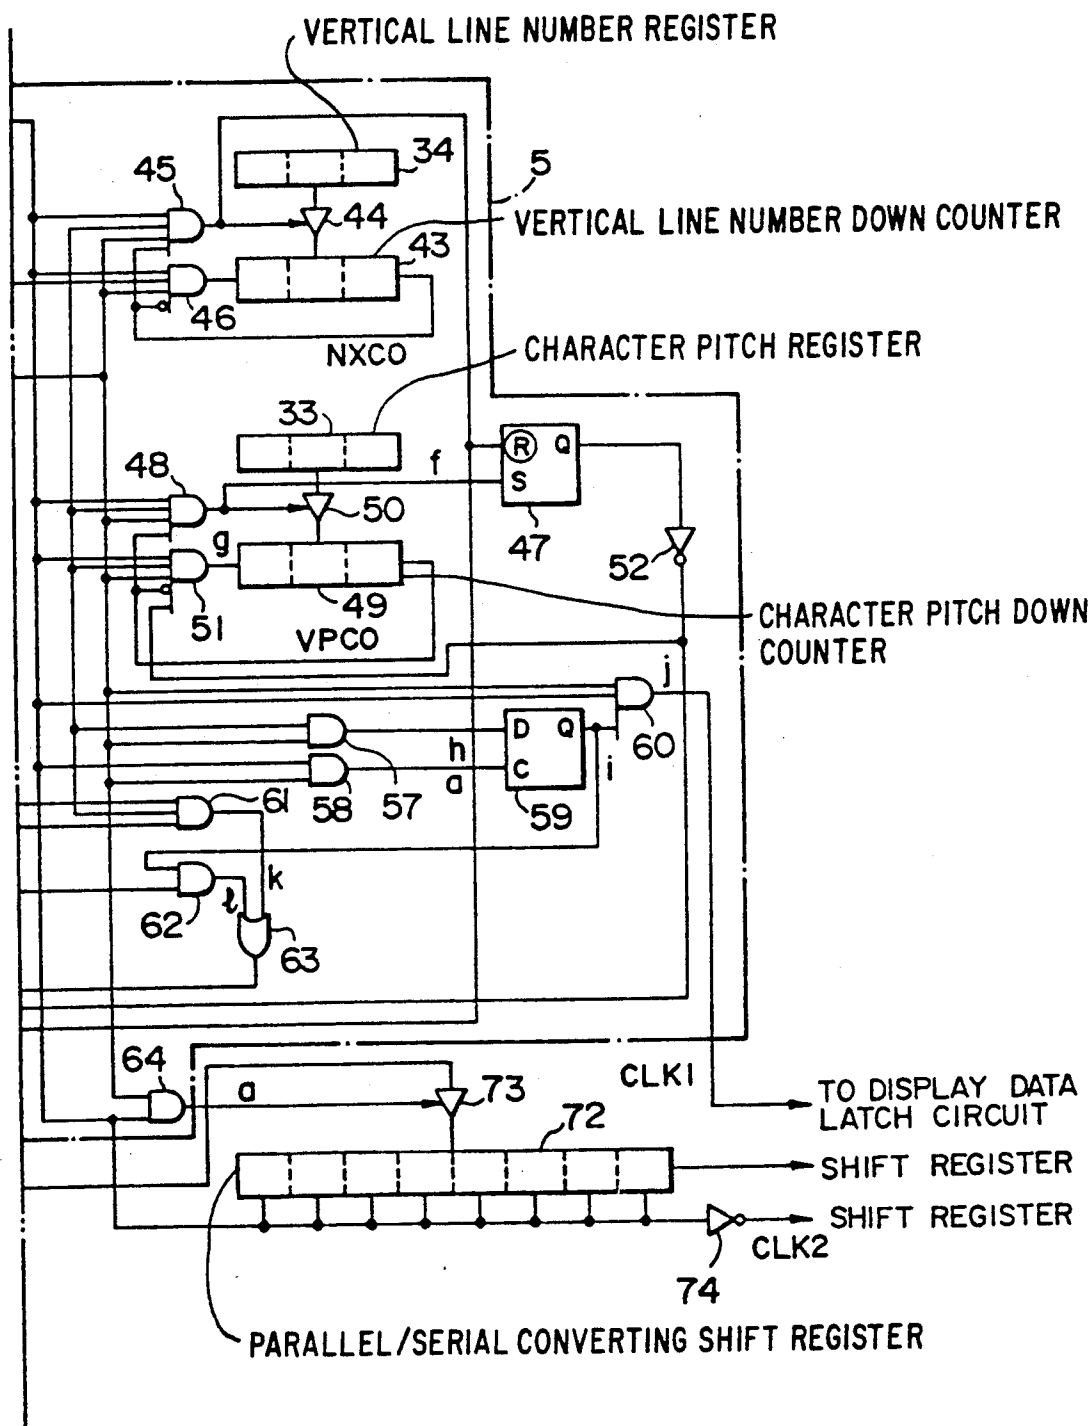 VERTICAL LINE NUMBER REGISTER
34
5
45
44
VERTICAL LINE NUMBER DOWN COUNTER
43
46
NXCO
CHARACTER PITCH REGISTER
33
R Q
48
f
S
50
47
g
52
49
51
VPCO
CHARACTER PITCH DOWN
COUNTER
j
60
D Q
h
i
a
C
57
61
58
59
k
l
62
63
64
a
73
CLK1
TO DISPLAY DATA
LATCH CIRCUIT
72
SHIFT REGISTER
SHIFT REGISTER
CLK2
74
PARALLEL/SERIAL CONVERTING SHIFT REGISTER